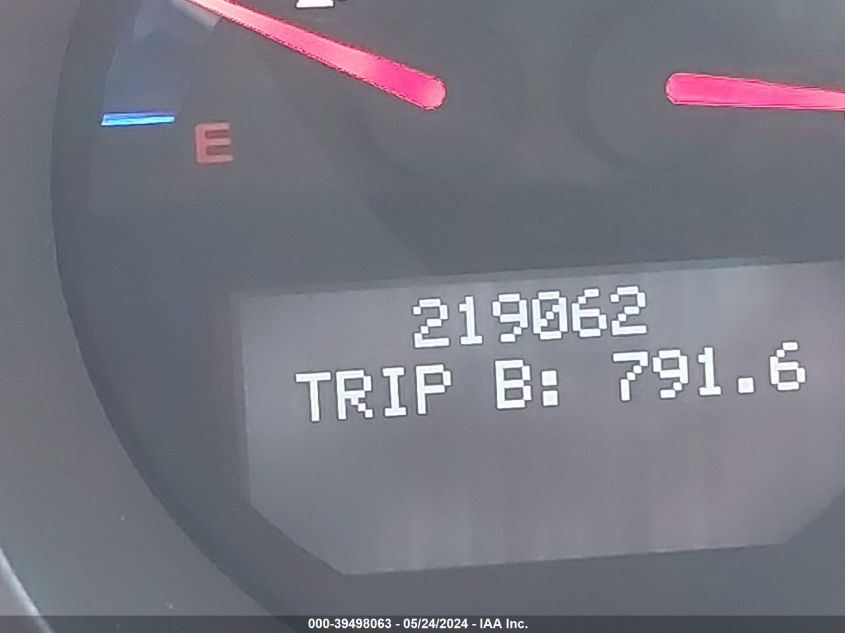 E
219062
TRIP B: 791.6
000-39498063 - 05/24/2024 - IAA Inc.